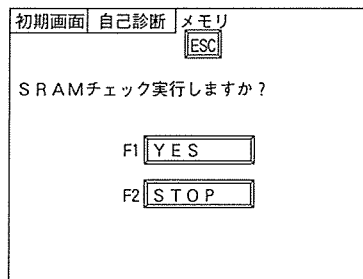 初期画面 自己診断 メモリ
ESC
SRAMチェック実行しますか?
F1 YES
F2 STOP